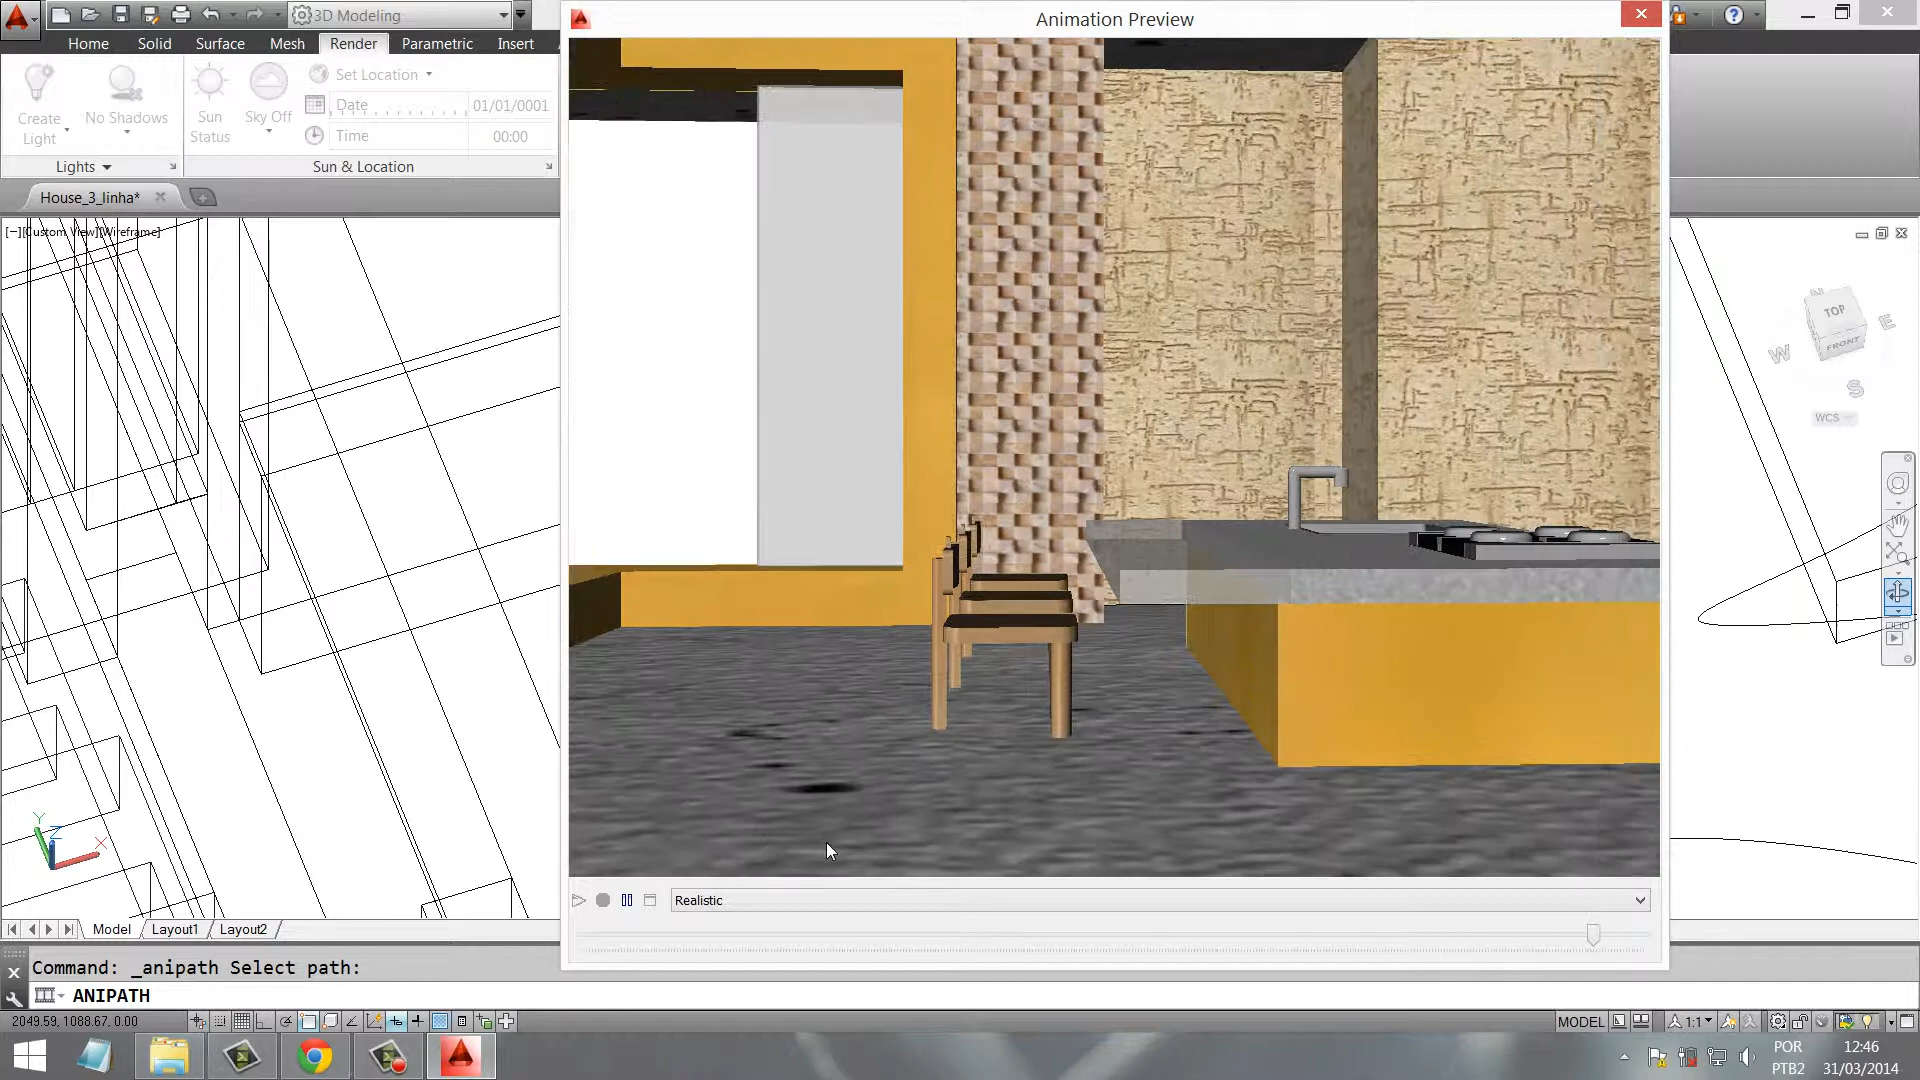 3D Modeling
Animation Preview
Home Solid Surface Mesh Render Parametric Insert
Create Light
No Shadows
Sun Status
Sky Off
Set Location
Date 01/01/0001
Time 00:00
Lights
Sun & Location
House_3_linha*
[−][Custom View][Wireframe]
N
TOP
FRONT
W
E
S
WCS
Y
Z
X
Realistic
Model Layout1 Layout2
Command: _anipath Select path:
ANIPATH
2049.59, 1088.67, 0.00
MODEL
1:1
POR
PTB2
12:46
31/03/2014